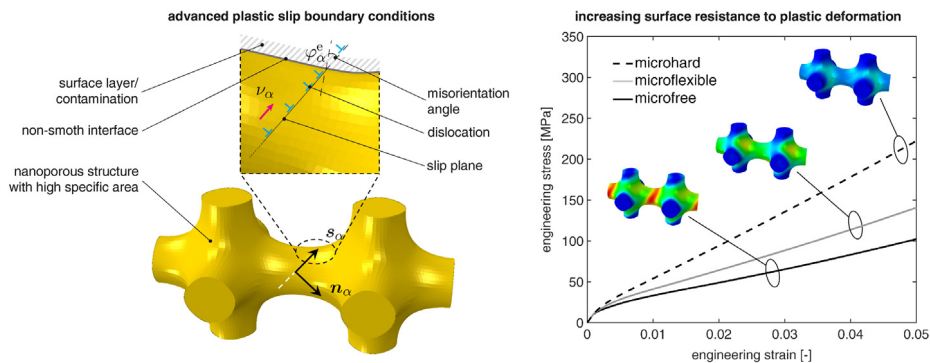 advanced plastic slip boundary conditions
φ_α^e
surface layer/
contamination
ν_α
misorientation
angle
non-smoth interface
dislocation
slip plane
nanoporous structure
with high specific area
s_α
n_α
increasing surface resistance to plastic deformation
350
300
250
200
150
100
50
0
engineering stress [MPa]
microhard
microflexible
microfree
0
0.01
0.02
0.03
0.04
0.05
engineering strain [-]